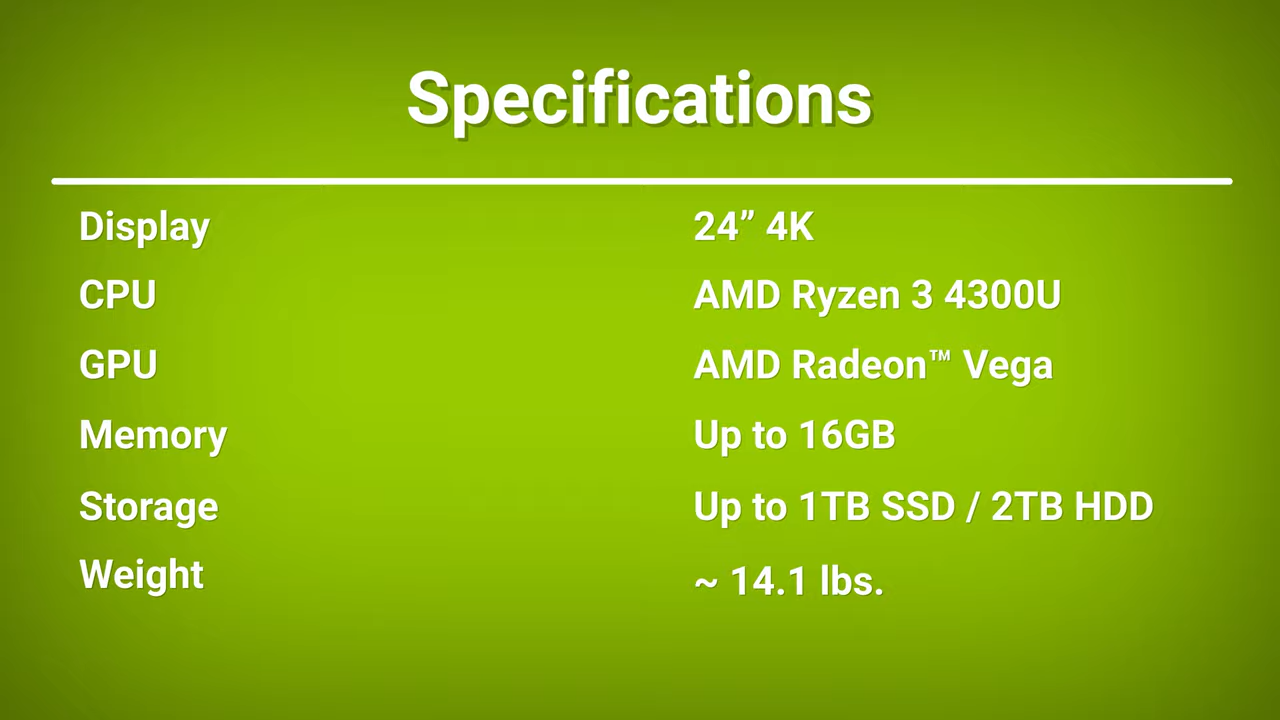 Specifications
Display 24” 4K
CPU AMD Ryzen 3 4300U
GPU AMD Radeon™ Vega
Memory Up to 16GB
Storage Up to 1TB SSD / 2TB HDD
Weight ~ 14.1 lbs.